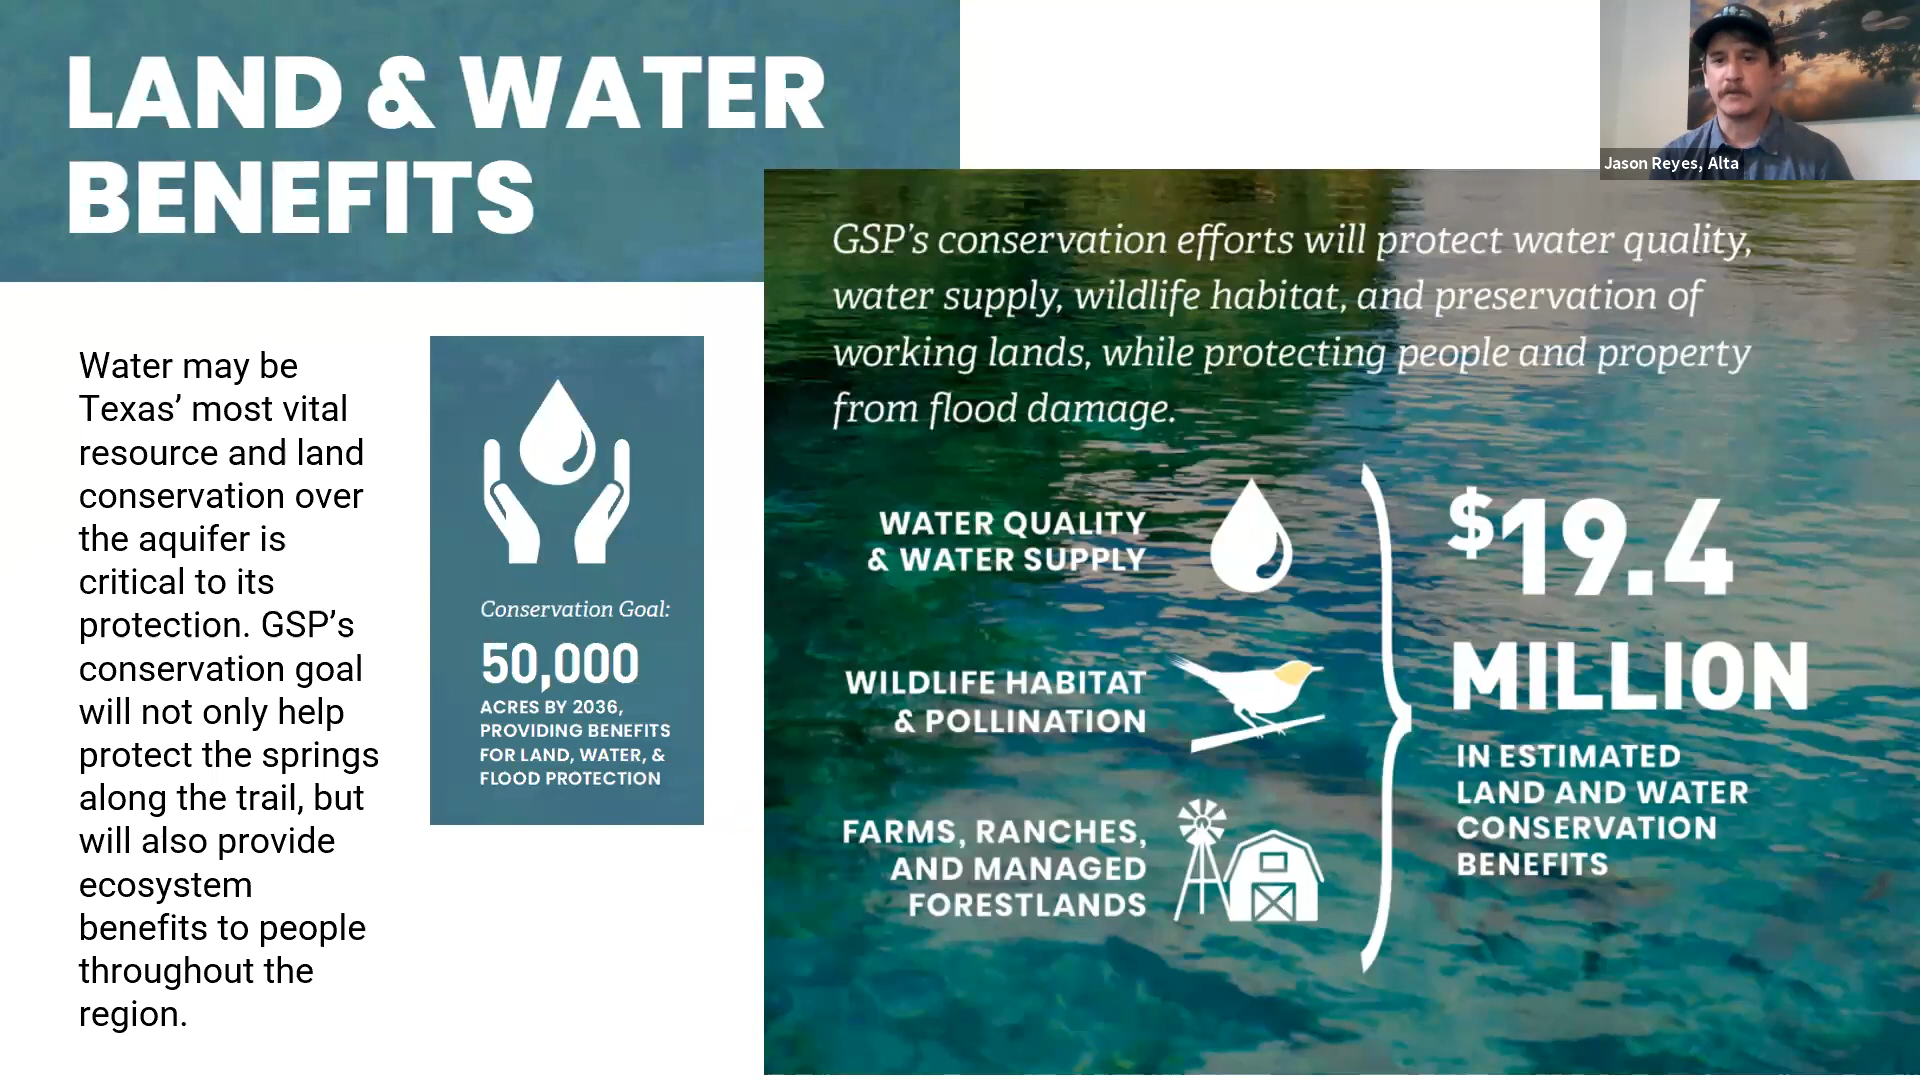 LAND & WATER
BENEFITS
Jason Reyes, Alta
Water may be
Texas’ most vital
resource and land
conservation over
the aquifer is
critical to its
protection. GSP’s
conservation goal
will not only help
protect the springs
along the trail, but
will also provide
ecosystem
benefits to people
throughout the
region.
Conservation Goal:
50,000
ACRES BY 2036,
PROVIDING BENEFITS
FOR LAND, WATER, &
FLOOD PROTECTION
GSP’s conservation efforts will protect water quality,
water supply, wildlife habitat, and preservation of
working lands, while protecting people and property
from flood damage.
WATER QUALITY
& WATER SUPPLY
WILDLIFE HABITAT
& POLLINATION
FARMS, RANCHES,
AND MANAGED
FORESTLANDS
$19.4
MILLION
IN ESTIMATED
LAND AND WATER
CONSERVATION
BENEFITS